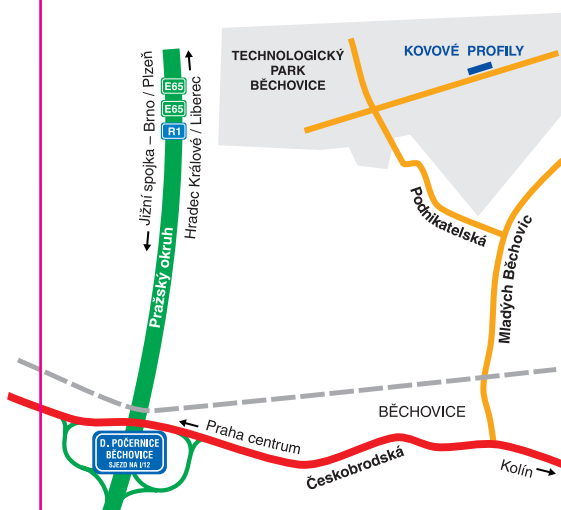 TECHNOLOGICKÝ
PARK
BĚCHOVICE
KOVOVÉ PROFILY
E65
E65
R1
Jižní spojka – Brno / Plzeň
Hradec Králové / Liberec
Pražský okruh
Podnikatelská
Mladých Běchovic
BĚCHOVICE
Praha centrum
Českobrodská
Kolín
D. POČERNICE
BĚCHOVICE
SJEZD NA I/12